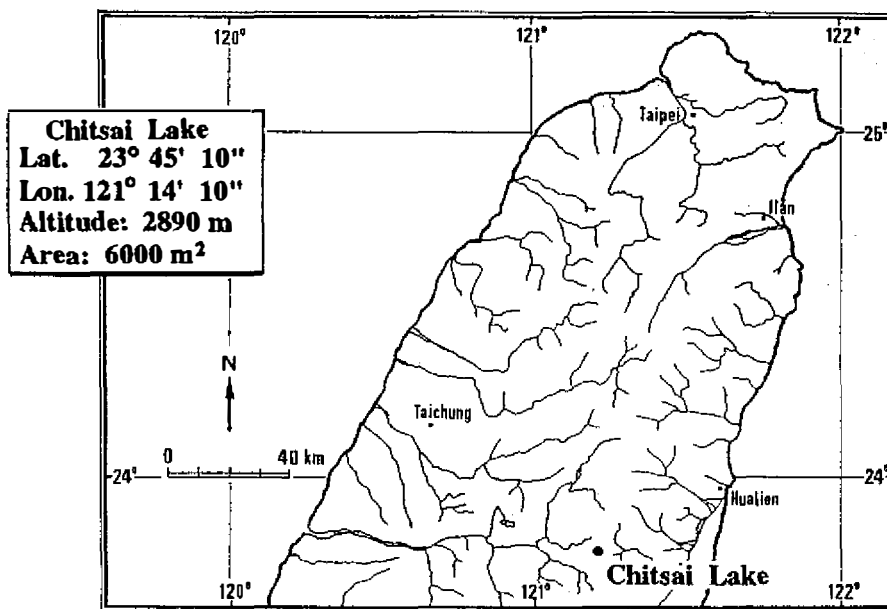 120°
121°
122°
Chitsai Lake
Lat. 23° 45' 10"
Lon. 121° 14' 10"
Altitude: 2890 m
Area: 6000 m²
Taipei
25°
Ilan
N
0 40 km
Taichung
24°
24°
Hualien
Chitsai Lake
120°
121°
122°